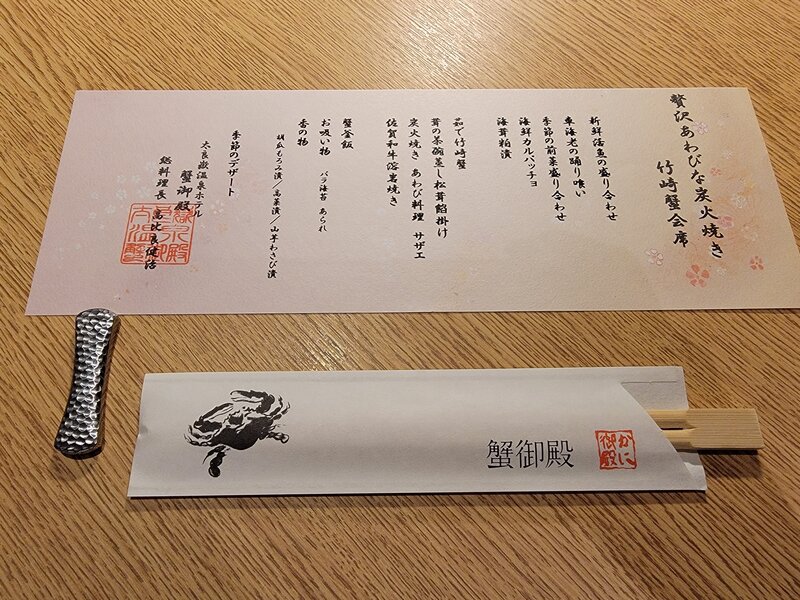 贅沢あわびな炭火焼き
竹崎蟹会席
新鮮活魚の盛り合わせ
車海老の踊り喰い
季節の前菜盛り合わせ
海鮮カルパッチョ
海茸粕漬
茹で竹崎蟹
茸の茶碗蒸し松茸餡掛け
炭火焼き あわび料理 サザエ
佐賀和牛溶岩焼き
蟹釜飯
お吸い物 バラ海苔 あられ
香の物
胡瓜もろみ漬/高菜漬/山芋わさび漬
季節のデザート
太良嶽温泉ホテル
蟹御殿
総料理長 高比良健治
蟹御殿
かに
御殿